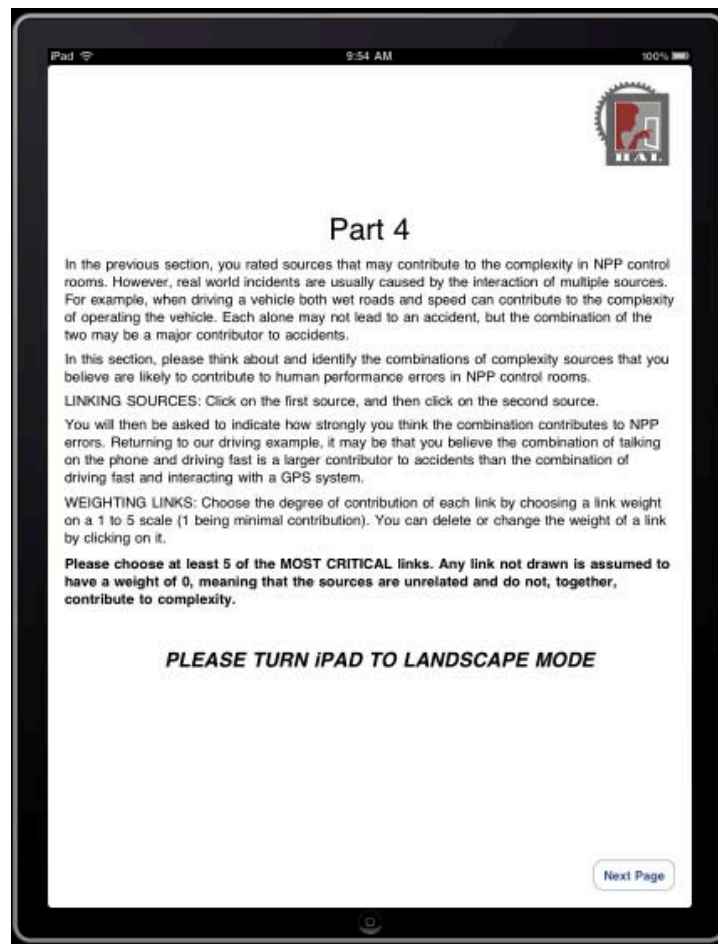 iPad
9:54 AM
100%
HAL
Part 4
In the previous section, you rated sources that may contribute to the complexity in NPP control
rooms. However, real world incidents are usually caused by the interaction of multiple sources.
For example, when driving a vehicle both wet roads and speed can contribute to the complexity
of operating the vehicle. Each alone may not lead to an accident, but the combination of the
two may be a major contributor to accidents.
In this section, please think about and identify the combinations of complexity sources that you
believe are likely to contribute to human performance errors in NPP control rooms.
LINKING SOURCES: Click on the first source, and then click on the second source.
You will then be asked to indicate how strongly you think the combination contributes to NPP
errors. Returning to our driving example, it may be that you believe the combination of talking
on the phone and driving fast is a larger contributor to accidents than the combination of
driving fast and interacting with a GPS system.
WEIGHTING LINKS: Choose the degree of contribution of each link by choosing a link weight
on a 1 to 5 scale (1 being minimal contribution). You can delete or change the weight of a link
by clicking on it.
Please choose at least 5 of the MOST CRITICAL links. Any link not drawn is assumed to
have a weight of 0, meaning that the sources are unrelated and do not, together,
contribute to complexity.
PLEASE TURN iPAD TO LANDSCAPE MODE
Next Page